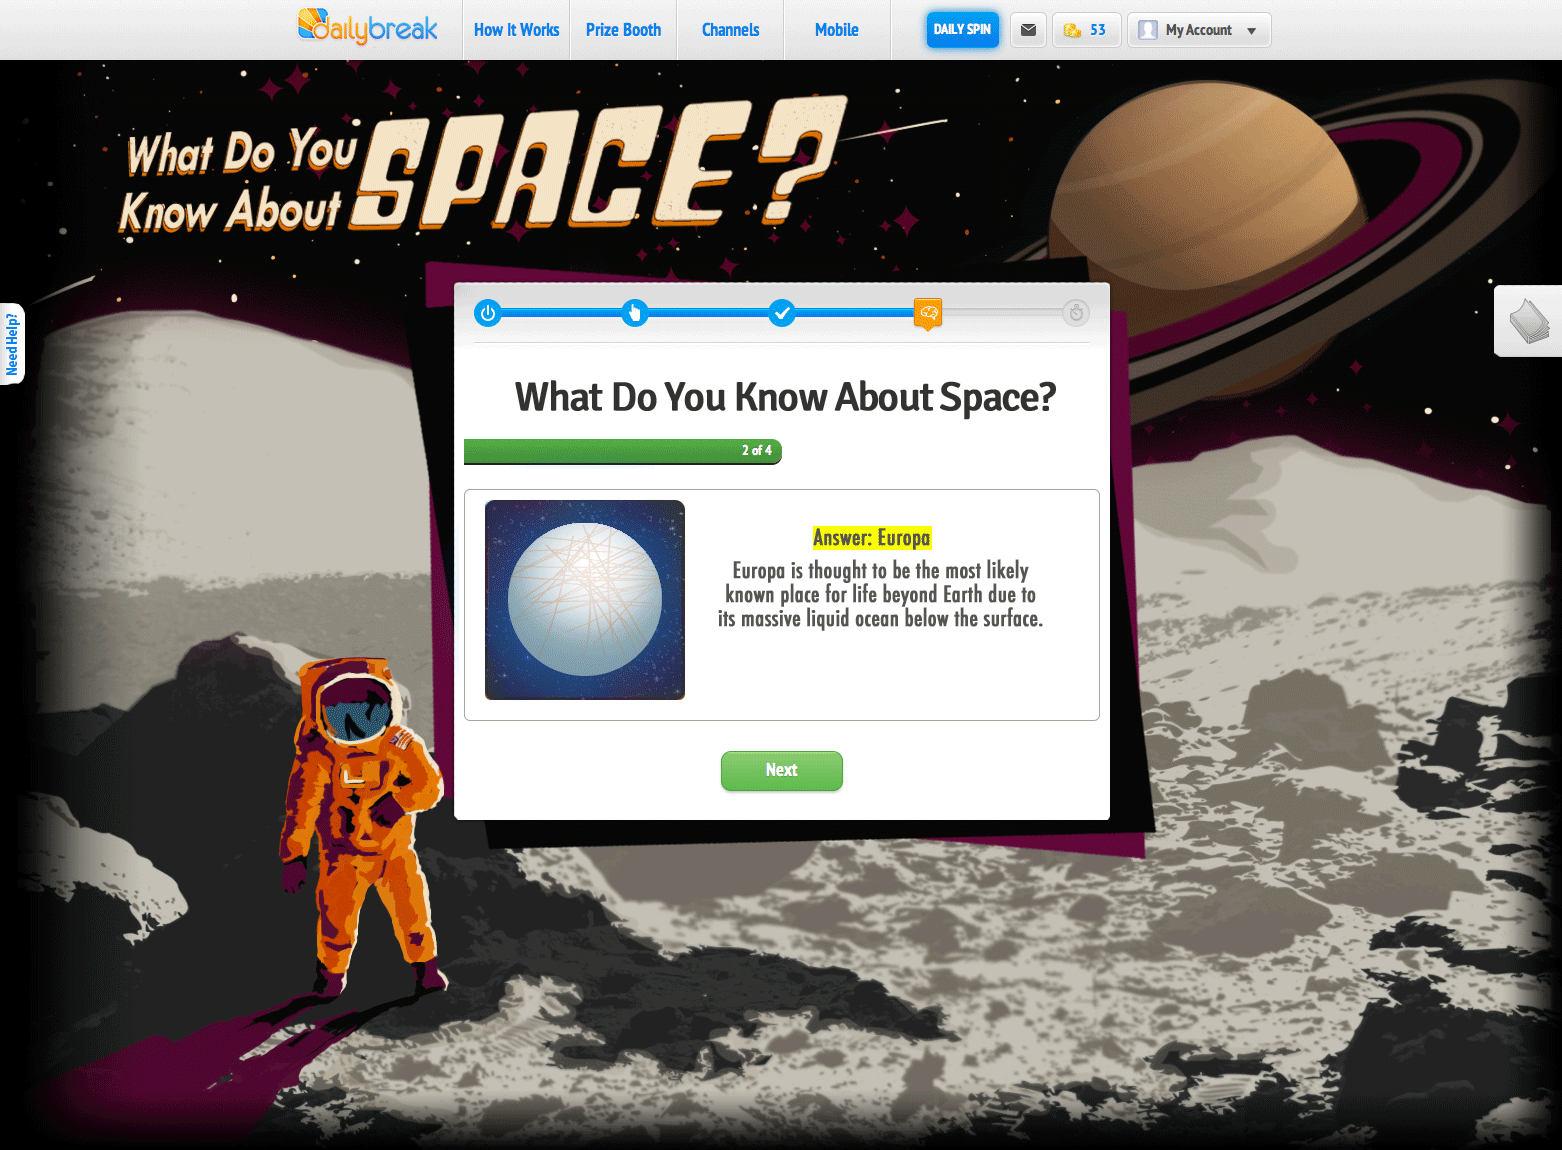 dailybreak
How It Works
Prize Booth
Channels
Mobile
DAILY SPIN
53
My Account
What Do You
Know About
SPACE?
Need Help?
What Do You Know About Space?
2 of 4
Answer: Europa
Europa is thought to be the most likely
known place for life beyond Earth due to
its massive liquid ocean below the surface.
Next